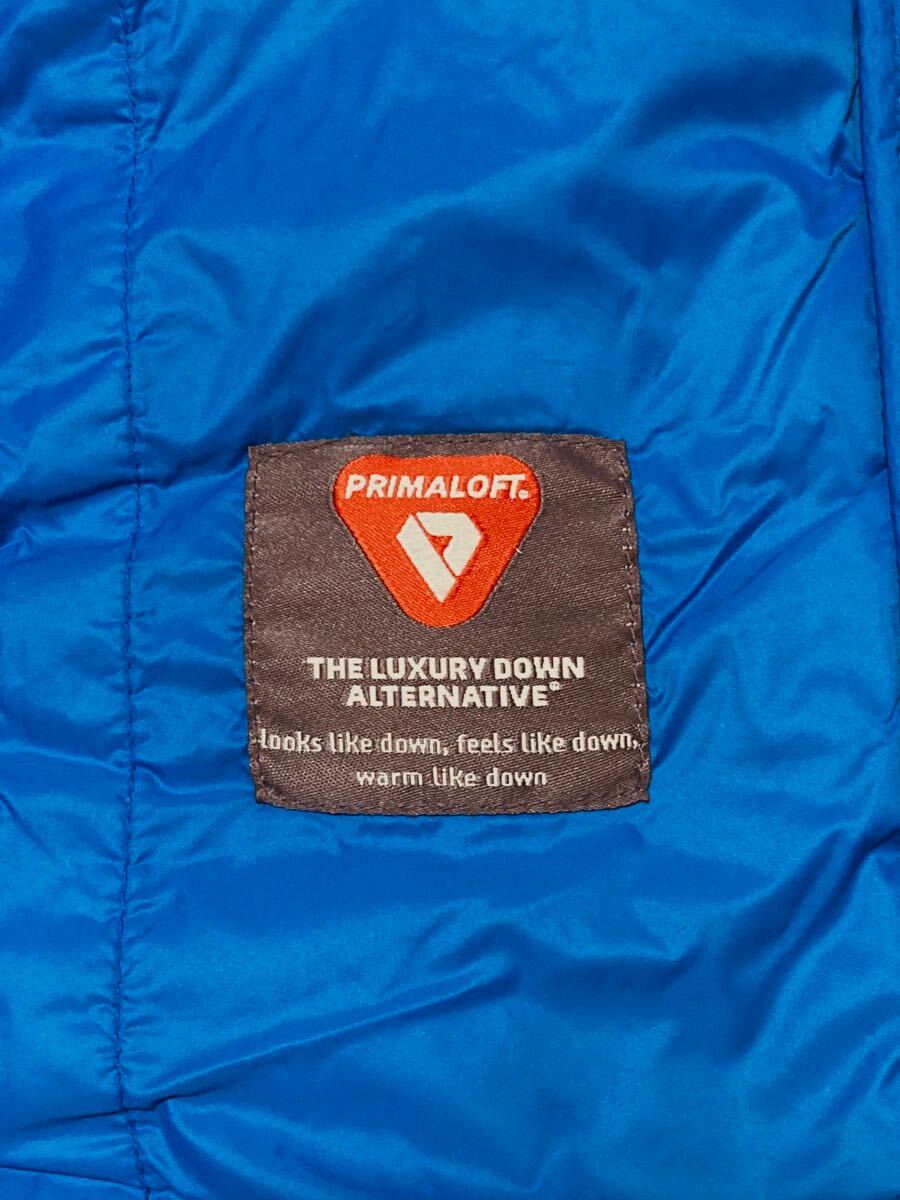 PRIMALOFT®
THE LUXURY DOWN
ALTERNATIVE®
looks like down, feels like down,
warm like down